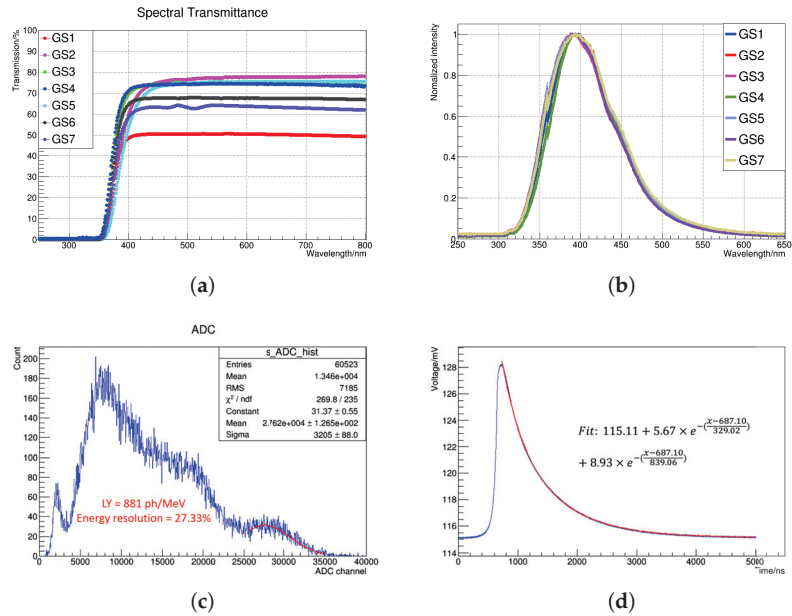 Spectral Transmittance
Transmission/%
100
90
80
70
60
50
40
30
20
10
0
GS1
GS2
GS3
GS4
GS5
GS6
GS7
300 400 500 600 700 800
Wavelength/nm
(a)
Normalized intensity
1
0.8
0.6
0.4
0.2
GS1
GS2
GS3
GS4
GS5
GS6
GS7
250 300 350 400 450 500 550 600 650
Wavelength/nm
(b)
ADC
Count
200
180
160
140
120
100
80
60
40
20
0
s_ADC_hist
Entries 60523
Mean 1.346e+004
RMS 7185
χ² / ndf 269.8 / 235
Constant 31.37 ± 0.55
Mean 2.762e+004 ± 1.265e+002
Sigma 3205 ± 88.0
LY = 881 ph/MeV
Energy resolution = 27.33%
0 5000 10000 15000 20000 25000 30000 35000 40000
ADC channel
(c)
Voltage/mV
128
126
124
122
120
118
116
114
Fit: 115.11 + 5.67 × e^-(x−687.10/329.02)
+ 8.93 × e^-(x−687.10/839.06)
0 1000 2000 3000 4000 5000
ime/ns
(d)